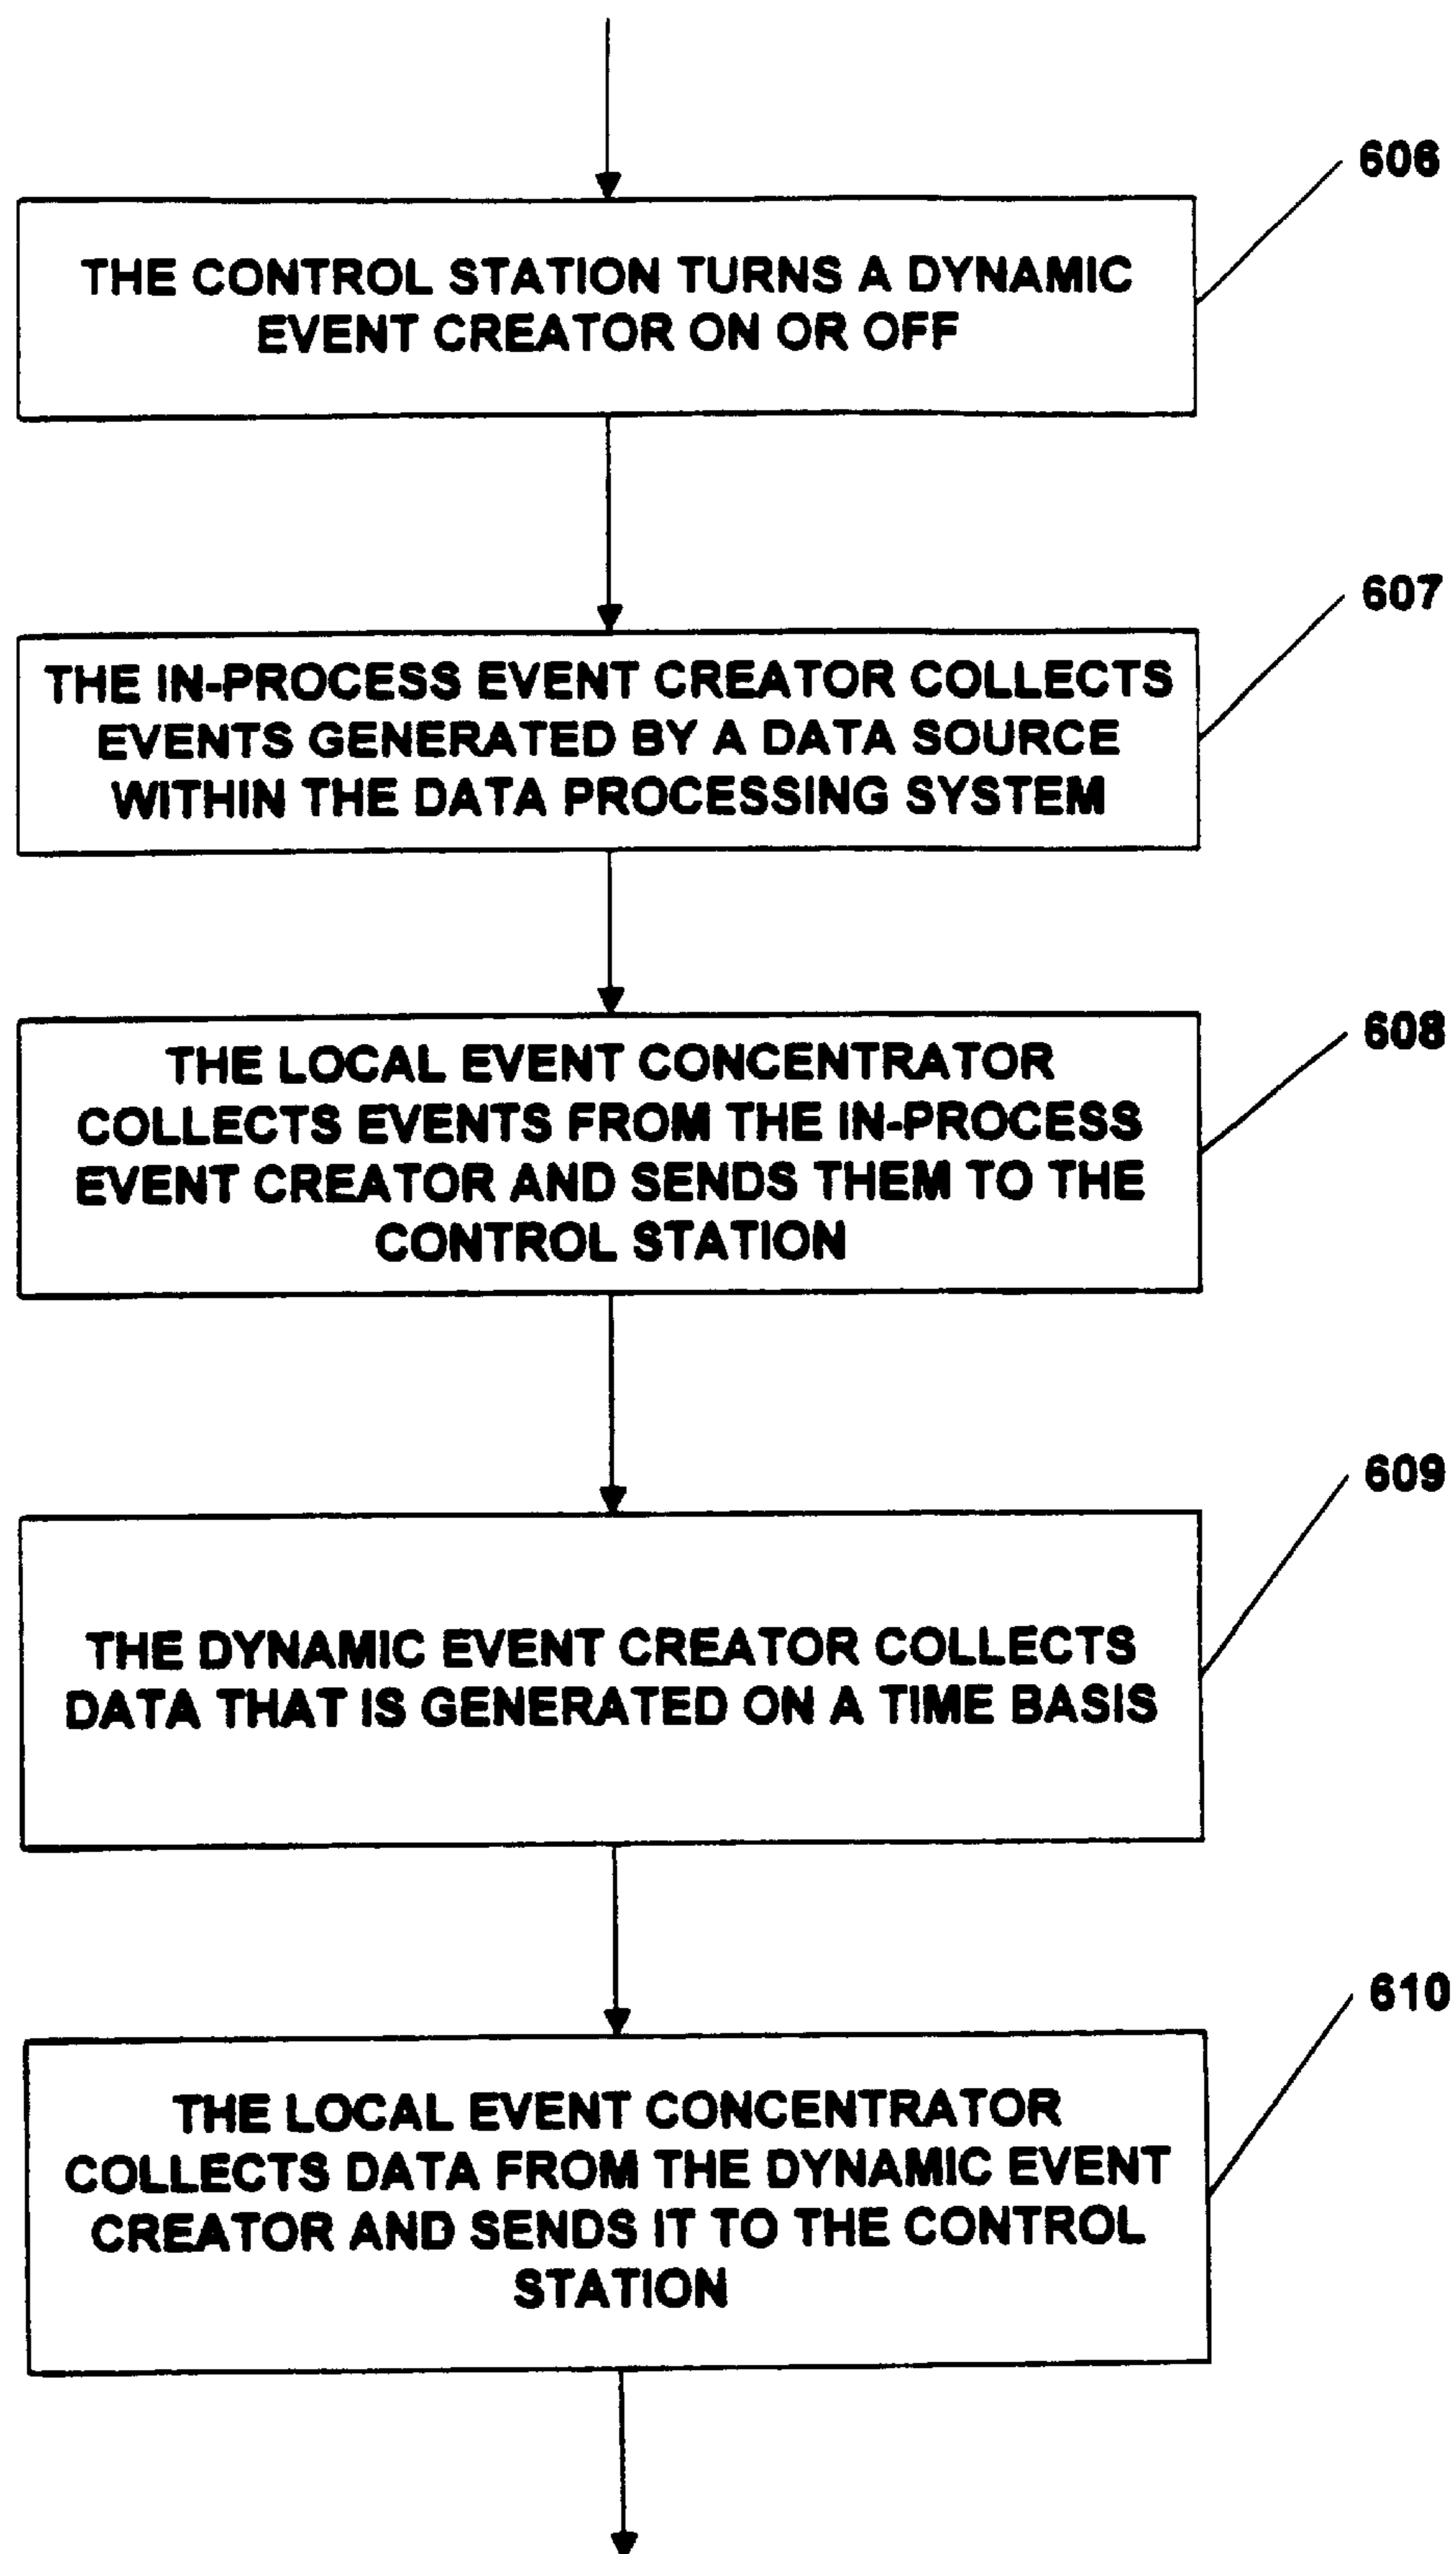 606
THE CONTROL STATION TURNS A DYNAMIC
EVENT CREATOR ON OR OFF
607
THE IN-PROCESS EVENT CREATOR COLLECTS
EVENTS GENERATED BY A DATA SOURCE
WITHIN THE DATA PROCESSING SYSTEM
608
THE LOCAL EVENT CONCENTRATOR
COLLECTS EVENTS FROM THE IN-PROCESS
EVENT CREATOR AND SENDS THEM TO THE
CONTROL STATION
609
THE DYNAMIC EVENT CREATOR COLLECTS
DATA THAT IS GENERATED ON A TIME BASIS
610
THE LOCAL EVENT CONCENTRATOR
COLLECTS DATA FROM THE DYNAMIC EVENT
CREATOR AND SENDS IT TO THE CONTROL
STATION